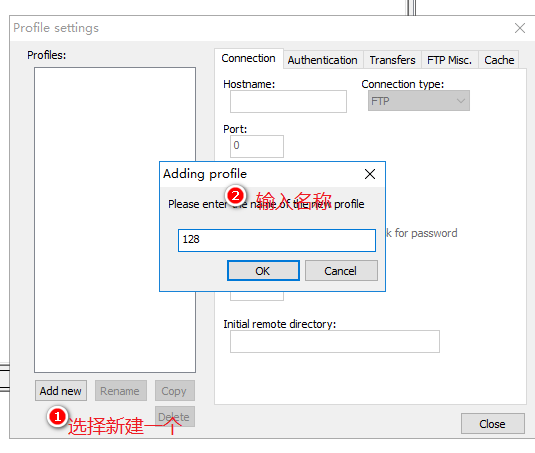 Profile settings
Profiles:
Connection
Authentication
Transfers
FTP Misc.
Cache
Hostname:
Connection type:
FTP
Port:
0
Adding profile
2
输入名称
Please enter the name of the new profile
128
k for password
OK
Cancel
Initial remote directory:
Add new
Rename
Copy
1
选择新建一个
Delete
Close